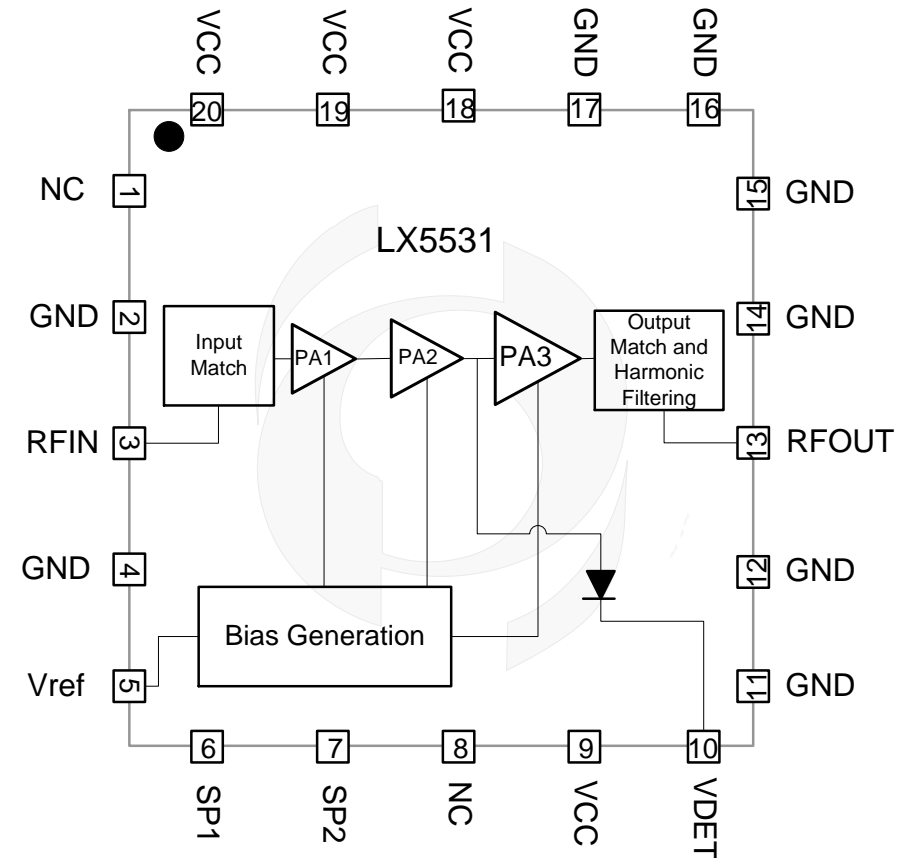 VCC
VCC
VCC
GND
GND
20
19
18
17
16
NC
1
15
GND
LX5531
GND
2
14
GND
Input
Match
PA1
PA2
PA3
Output
Match and
Harmonic
Filtering
RFIN
3
13
RFOUT
GND
4
12
GND
Bias Generation
Vref
5
11
GND
6
7
8
9
10
SP1
SP2
NC
VCC
VDET